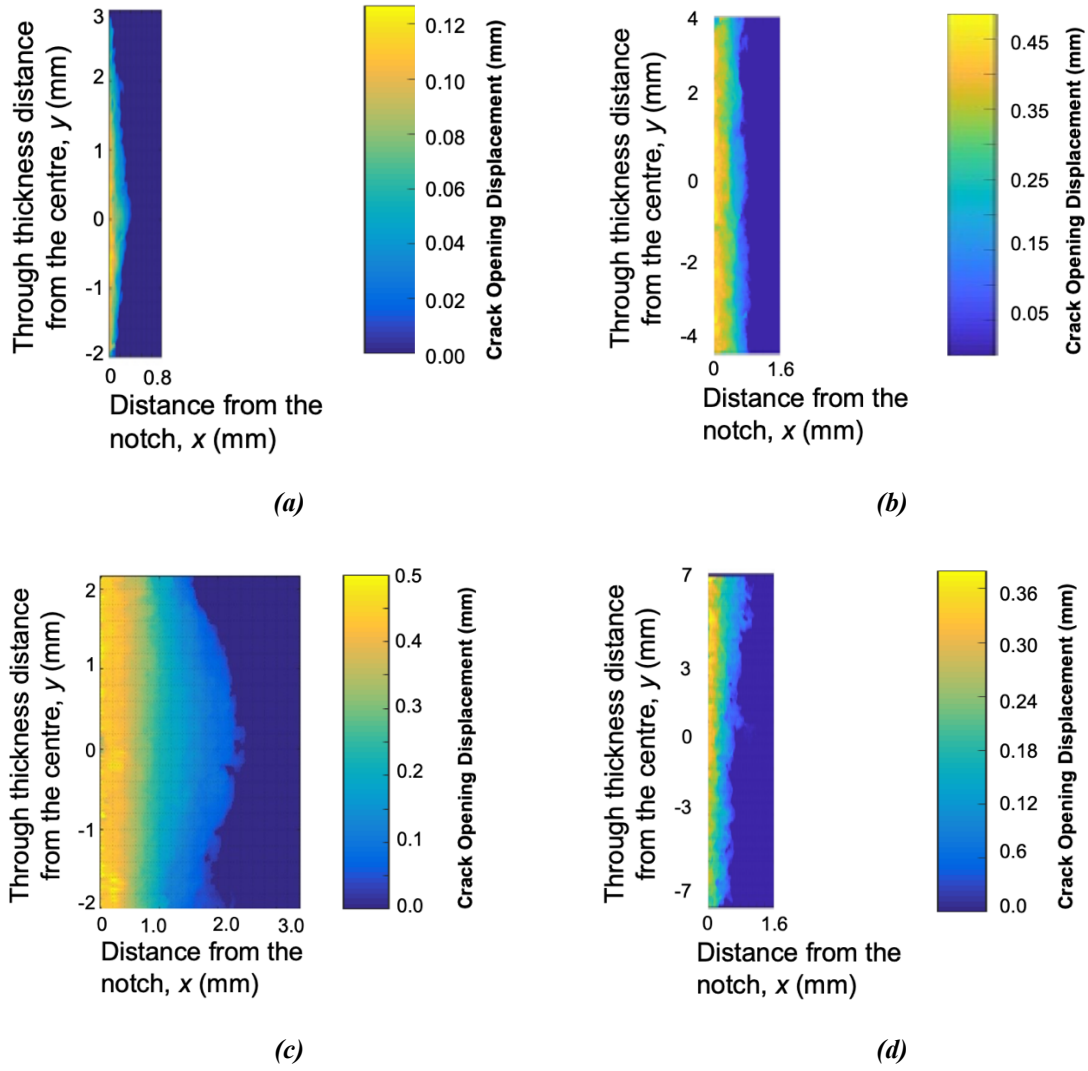 Through thickness distance
from the centre, y (mm)
3
2
1
0
-1
-2
0 0.8
Distance from the
notch, x (mm)
0.12
0.10
0.08
0.06
0.04
0.02
0.00
Crack Opening Displacement (mm)
(a)
Through thickness distance
from the centre, y (mm)
4
2
0
-2
-4
0 1.6
Distance from the
notch, x (mm)
0.45
0.35
0.25
0.15
0.05
Crack Opening Displacement (mm)
(b)
Through thickness distance
from the centre, y (mm)
2
1
0
-1
-2
0 1.0 2.0 3.0
Distance from the
notch, x (mm)
0.5
0.4
0.3
0.2
0.1
0.0
Crack Opening Displacement (mm)
(c)
Through thickness distance
from the centre, y (mm)
7
3
0
-3
-7
0 1.6
Distance from the
notch, x (mm)
0.36
0.30
0.24
0.18
0.12
0.6
0.0
Crack Opening Displacement (mm)
(d)